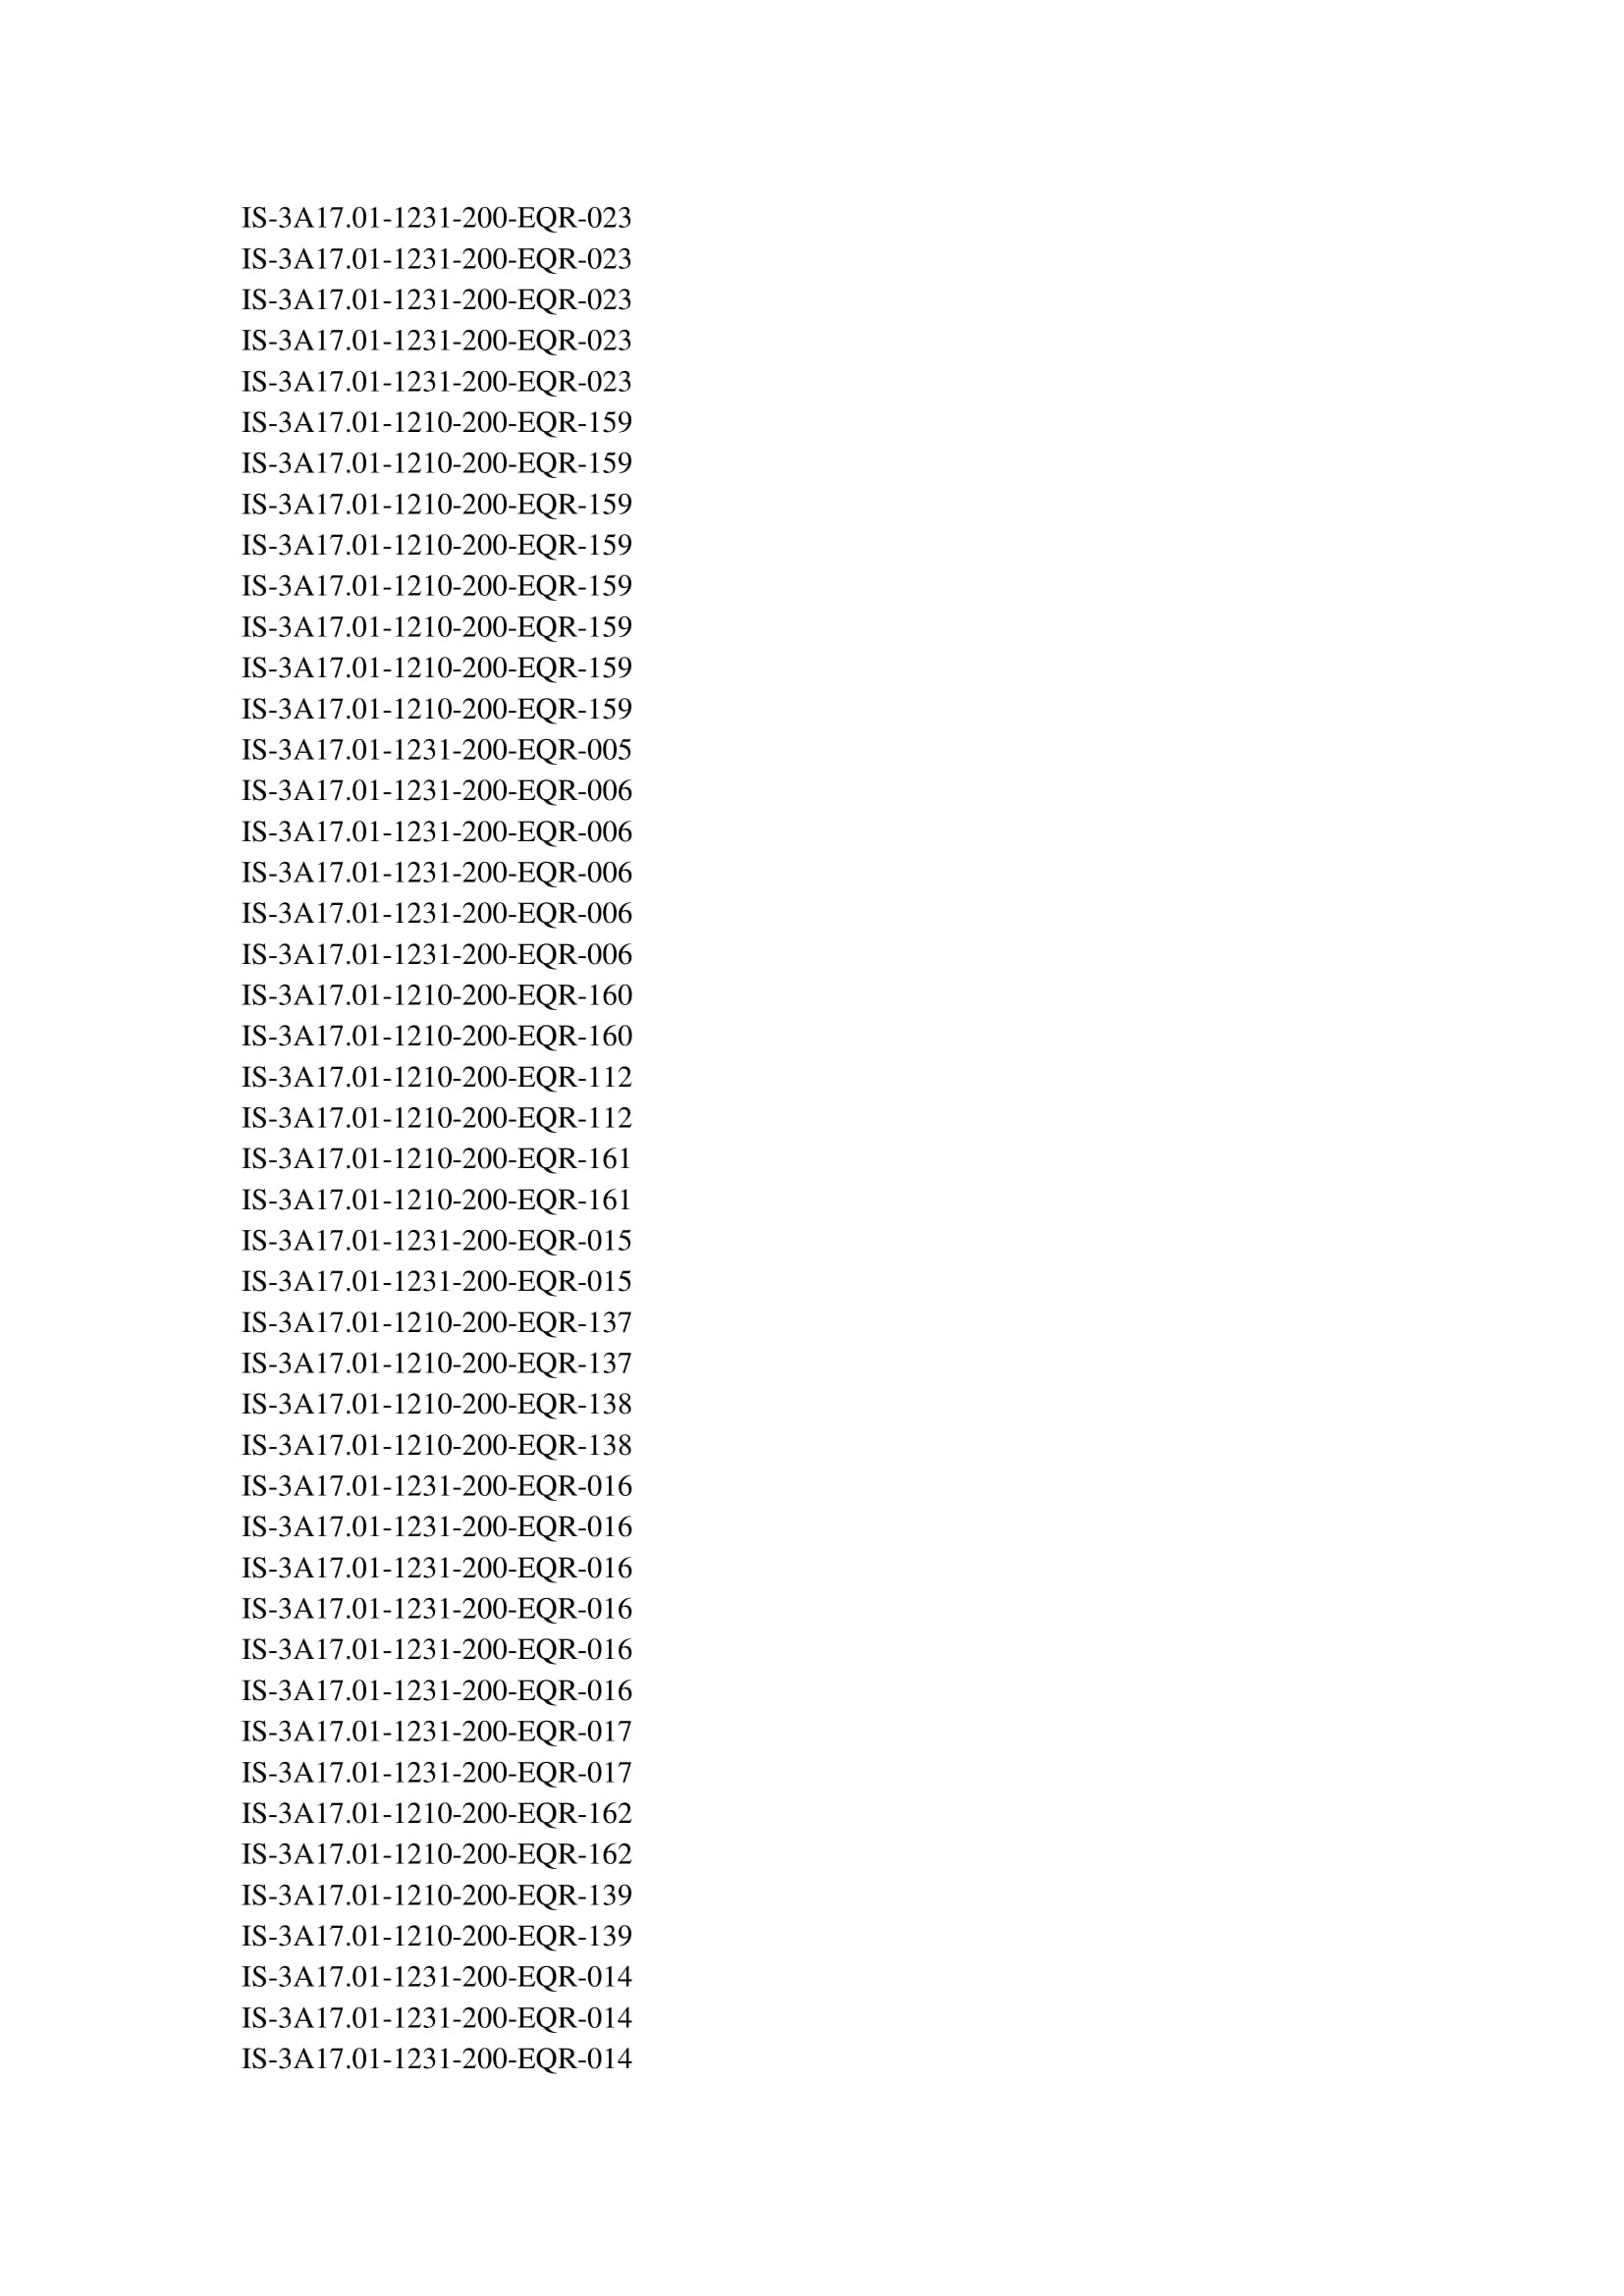 IS-3A17.01-1231-200-EQR-023
IS-3A17.01-1231-200-EQR-023
IS-3A17.01-1231-200-EQR-023
IS-3A17.01-1231-200-EQR-023
IS-3A17.01-1231-200-EQR-023
IS-3A17.01-1210-200-EQR-159
IS-3A17.01-1210-200-EQR-159
IS-3A17.01-1210-200-EQR-159
IS-3A17.01-1210-200-EQR-159
IS-3A17.01-1210-200-EQR-159
IS-3A17.01-1210-200-EQR-159
IS-3A17.01-1210-200-EQR-159
IS-3A17.01-1210-200-EQR-159
IS-3A17.01-1231-200-EQR-005
IS-3A17.01-1231-200-EQR-006
IS-3A17.01-1231-200-EQR-006
IS-3A17.01-1231-200-EQR-006
IS-3A17.01-1231-200-EQR-006
IS-3A17.01-1231-200-EQR-006
IS-3A17.01-1210-200-EQR-160
IS-3A17.01-1210-200-EQR-160
IS-3A17.01-1210-200-EQR-112
IS-3A17.01-1210-200-EQR-112
IS-3A17.01-1210-200-EQR-161
IS-3A17.01-1210-200-EQR-161
IS-3A17.01-1231-200-EQR-015
IS-3A17.01-1231-200-EQR-015
IS-3A17.01-1210-200-EQR-137
IS-3A17.01-1210-200-EQR-137
IS-3A17.01-1210-200-EQR-138
IS-3A17.01-1210-200-EQR-138
IS-3A17.01-1231-200-EQR-016
IS-3A17.01-1231-200-EQR-016
IS-3A17.01-1231-200-EQR-016
IS-3A17.01-1231-200-EQR-016
IS-3A17.01-1231-200-EQR-016
IS-3A17.01-1231-200-EQR-016
IS-3A17.01-1231-200-EQR-017
IS-3A17.01-1231-200-EQR-017
IS-3A17.01-1210-200-EQR-162
IS-3A17.01-1210-200-EQR-162
IS-3A17.01-1210-200-EQR-139
IS-3A17.01-1210-200-EQR-139
IS-3A17.01-1231-200-EQR-014
IS-3A17.01-1231-200-EQR-014
IS-3A17.01-1231-200-EQR-014